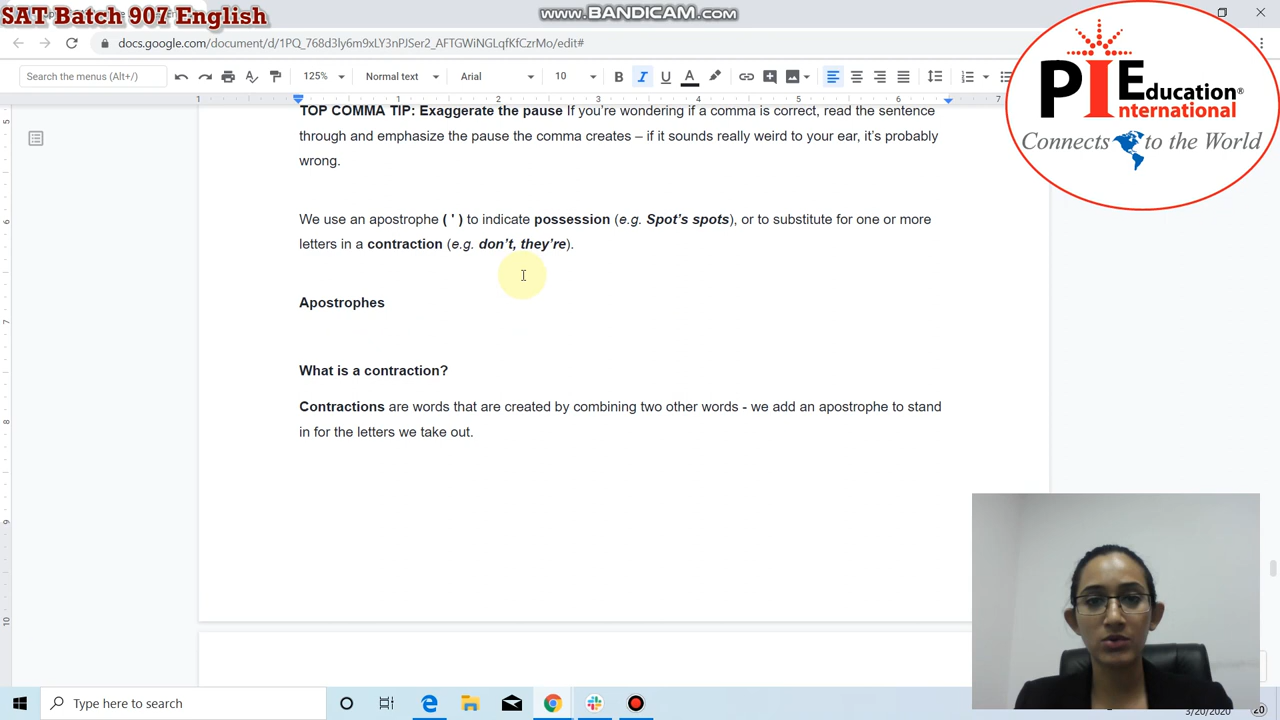 SAT Batch 907 English
www.BANDICAM.com
docs.google.com/document/d/1PQ_768d3ly6m9xLY3nPJSer2_AFTGWiNGLqfKfCzrMo/edit#
PIEducation International®
Connects to the World
Search the menus (Alt+/)
125%
Normal text
Arial
TOP COMMA TIP: Exaggerate the pause If you're wondering if a comma is correct, read the sentence
through and emphasize the pause the comma creates – if it sounds really weird to your ear, it's probably
wrong.
We use an apostrophe ( ' ) to indicate possession (e.g. Spot's spots), or to substitute for one or more
letters in a contraction (e.g. don't, they're).
Apostrophes
What is a contraction?
Contractions are words that are created by combining two other words - we add an apostrophe to stand
in for the letters we take out.
Type here to search
3/20/2020
20